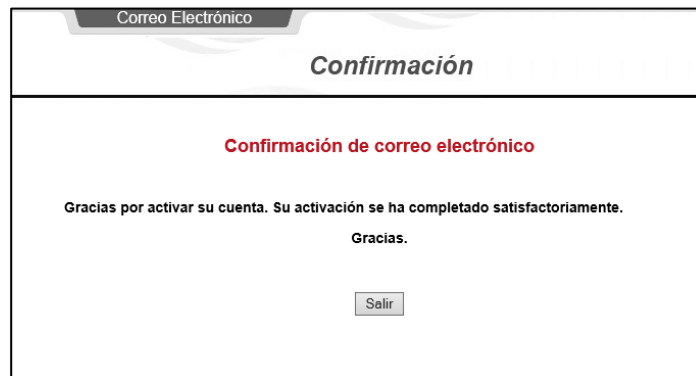 Correo Electrónico
Confirmación
Confirmación de correo electrónico
Gracias por activar su cuenta. Su activación se ha completado satisfactoriamente.
Gracias.
Salir